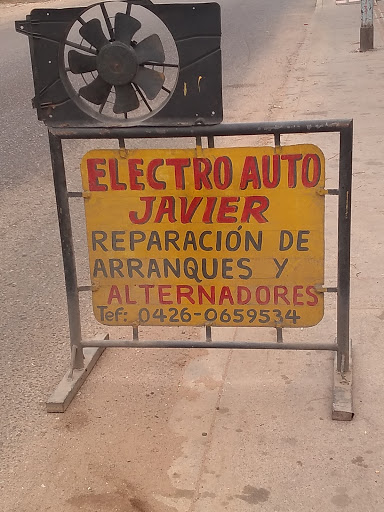 ELECTRO AUTO
JAVIER
REPARACIÓN DE
ARRANQUES Y
ALTERNADORES
Tef: 0426-0659534